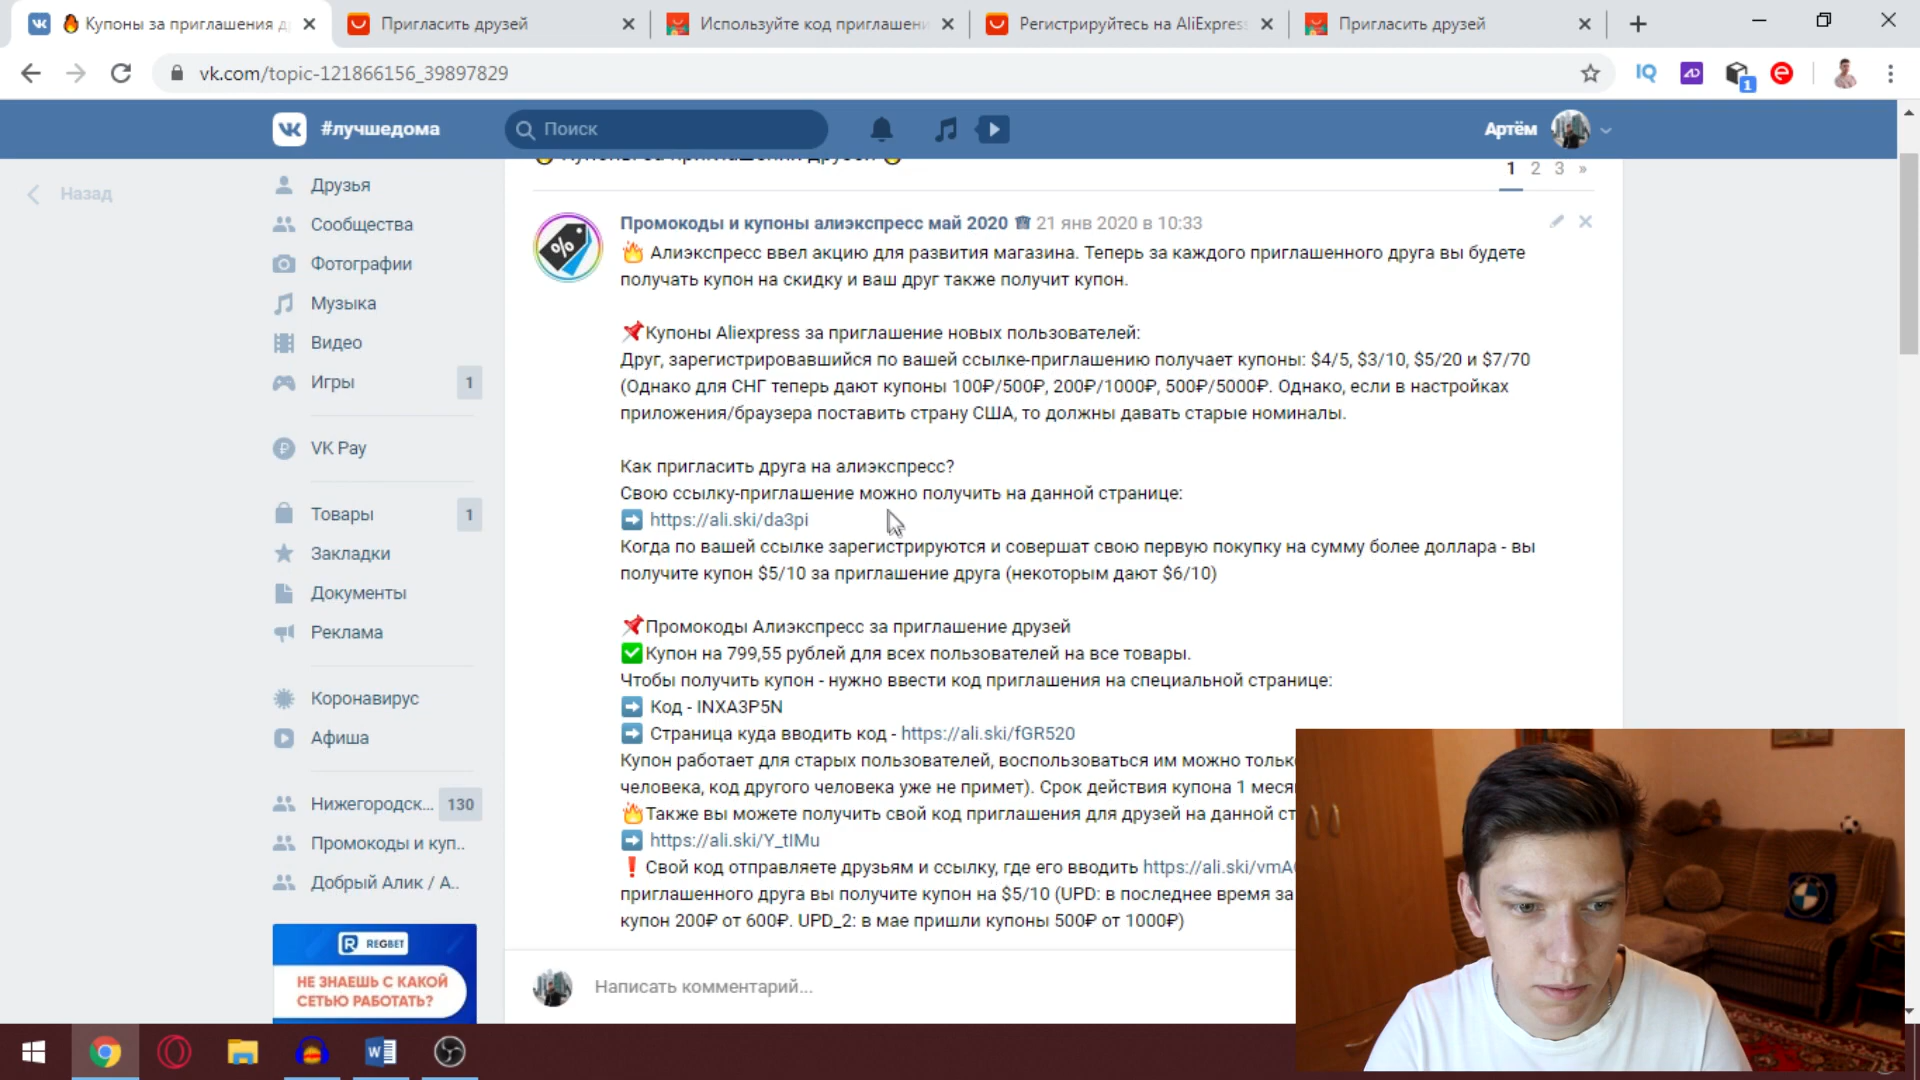 Купоны за приглашения д
Пригласить друзей
Используйте код приглашени
Регистрируйтесь на AliExpress
Пригласить друзей
vk.com/topic-121866156_39897829
IQ
1
#лучшедома
Поиск
Артём
Назад
Купоны за приглашения друзей
1 2 3 »
Друзья
Сообщества
Фотографии
Музыка
Видео
Игры 1
VK Pay
Товары 1
Закладки
Документы
Реклама
Коронавирус
Афиша
Нижегородск... 130
Промокоды и куп..
Добрый Алик / А..
REGBET
НЕ ЗНАЕШЬ С КАКОЙ
СЕТЬЮ РАБОТАТЬ?
Промокоды и купоны алиэкспресс май 2020 21 янв 2020 в 10:33
Алиэкспресс ввел акцию для развития магазина. Теперь за каждого приглашенного друга вы будете
получать купон на скидку и ваш друг также получит купон.
Купоны Aliexpress за приглашение новых пользователей:
Друг, зарегистрировавшийся по вашей ссылке-приглашению получает купоны: $4/5, $3/10, $5/20 и $7/70
(Однако для СНГ теперь дают купоны 100₽/500₽, 200₽/1000₽, 500₽/5000₽. Однако, если в настройках
приложения/браузера поставить страну США, то должны давать старые номиналы.
Как пригласить друга на алиэкспресс?
Свою ссылку-приглашение можно получить на данной странице:
https://ali.ski/da3pi
Когда по вашей ссылке зарегистрируются и совершат свою первую покупку на сумму более доллара - вы
получите купон $5/10 за приглашение друга (некоторым дают $6/10)
Промокоды Алиэкспресс за приглашение друзей
Купон на 799,55 рублей для всех пользователей на все товары.
Чтобы получить купон - нужно ввести код приглашения на специальной странице:
Код - INXA3P5N
Страница куда вводить код - https://ali.ski/fGR520
Купон работает для старых пользователей, воспользоваться им можно только
человека, код другого человека уже не примет). Срок действия купона 1 меся
Также вы можете получить свой код приглашения для друзей на данной ст
https://ali.ski/Y_tIMu
Свой код отправляете друзьям и ссылку, где его вводить https://ali.ski/vmA
приглашенного друга вы получите купон на $5/10 (UPD: в последнее время за
купон 200₽ от 600₽. UPD_2: в мае пришли купоны 500₽ от 1000₽)
Написать комментарий...